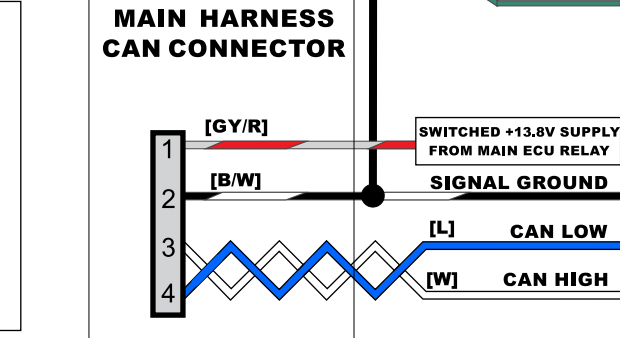 MAIN HARNESS
CAN CONNECTOR
[GY/R]
1
SWITCHED +13.8V SUPPLY
FROM MAIN ECU RELAY
[B/W]
2
SIGNAL GROUND
[L]
CAN LOW
3
[W]
CAN HIGH
4